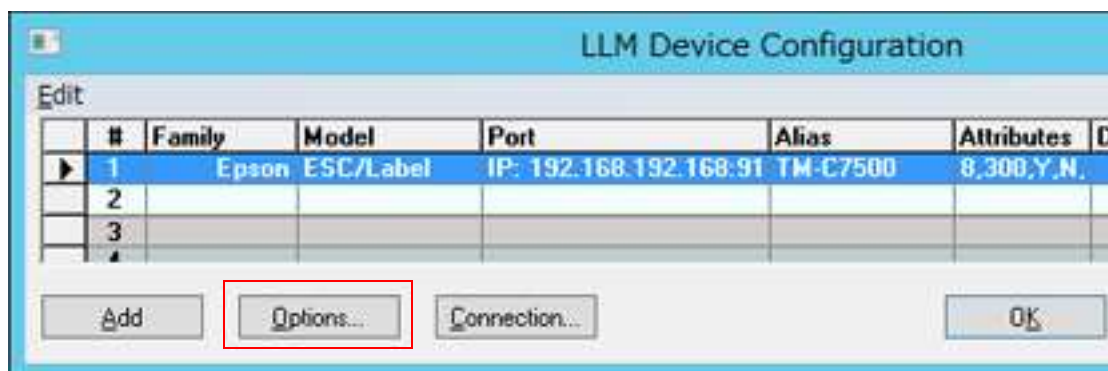 LLM Device Configuration
Edit
# Family Model Port Alias Attributes D
1 Epson ESC/Label IP: 192.168.192.168:91 TM-C7500 8,300,Y,N,
2
3
4
Add Options... Connection... OK